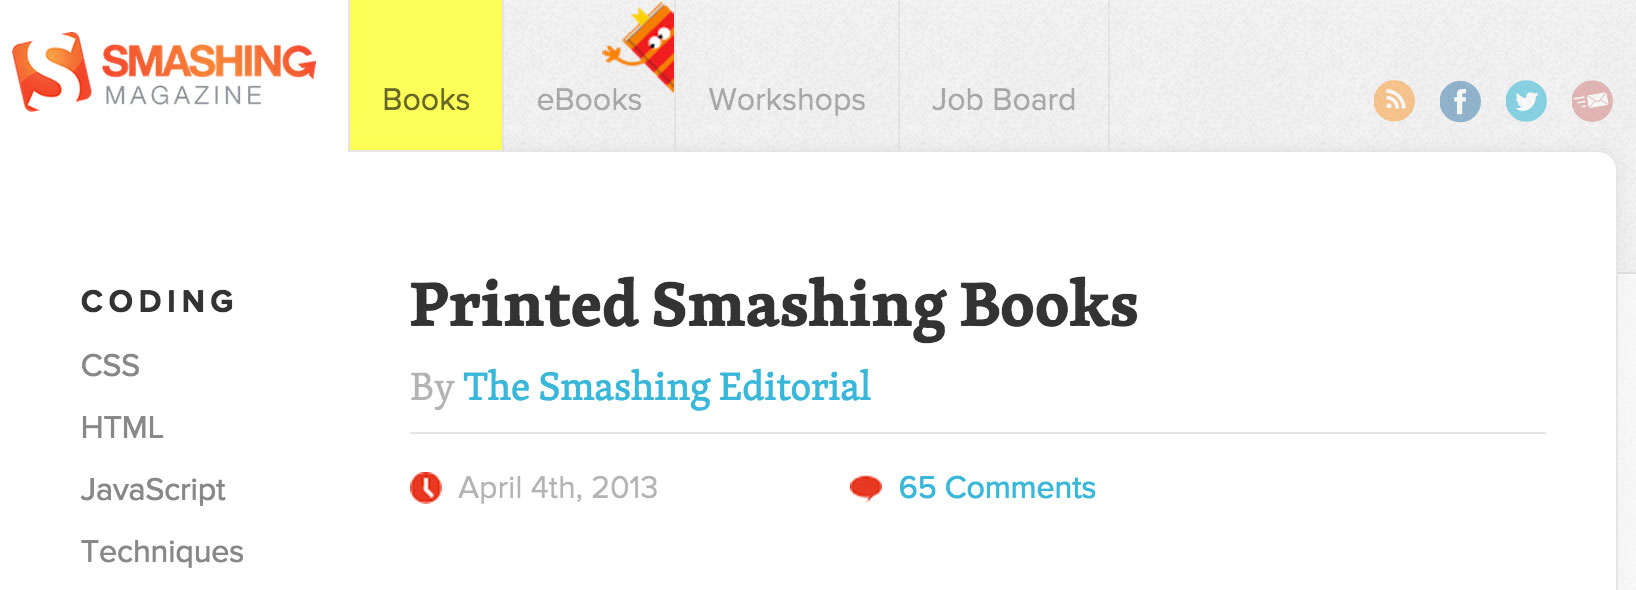 SMASHING
MAGAZINE
Books
eBooks
Workshops
Job Board
CODING
CSS
HTML
JavaScript
Techniques
Printed Smashing Books
By The Smashing Editorial
April 4th, 2013
65 Comments